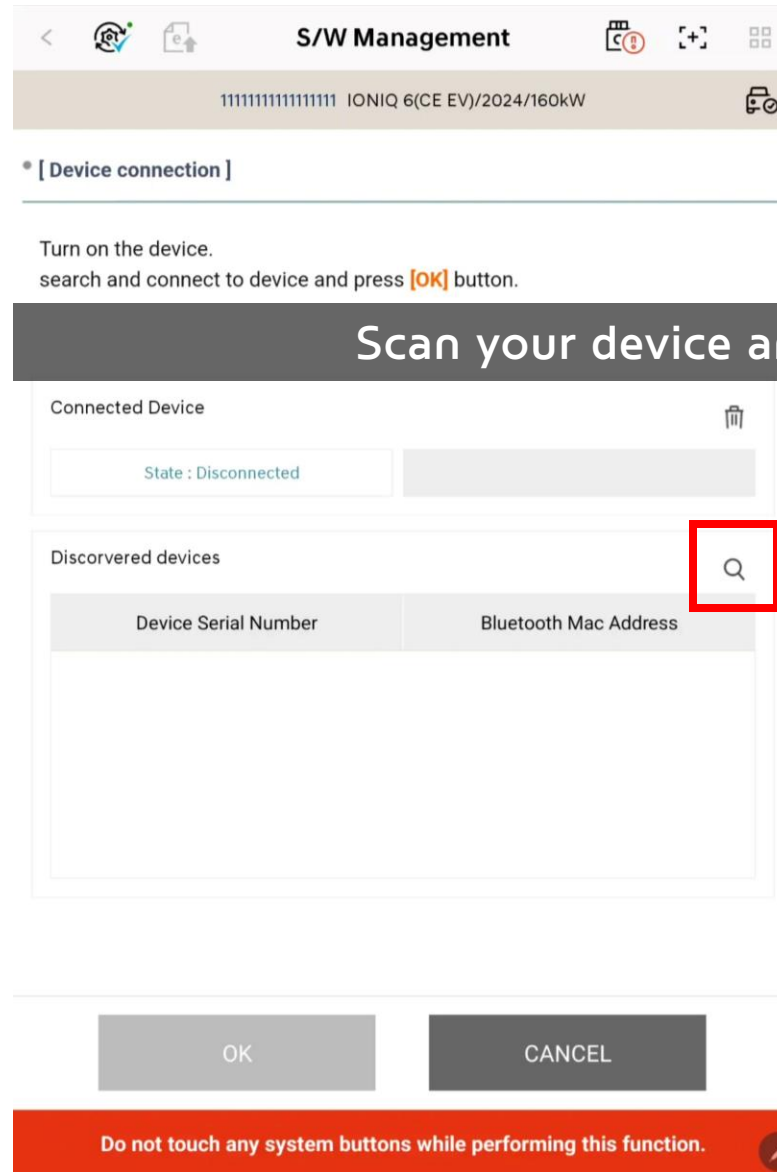 S/W Management
11111111111111111 IONIQ 6(CE EV)/2024/160kW
[ Device connection ]
Turn on the device.
search and connect to device and press [OK] button.
Scan your device
Connected Device
State : Disconnected
Discorvered devices
Device Serial Number Bluetooth Mac Address
OK CANCEL
Do not touch any system buttons while performing this function.